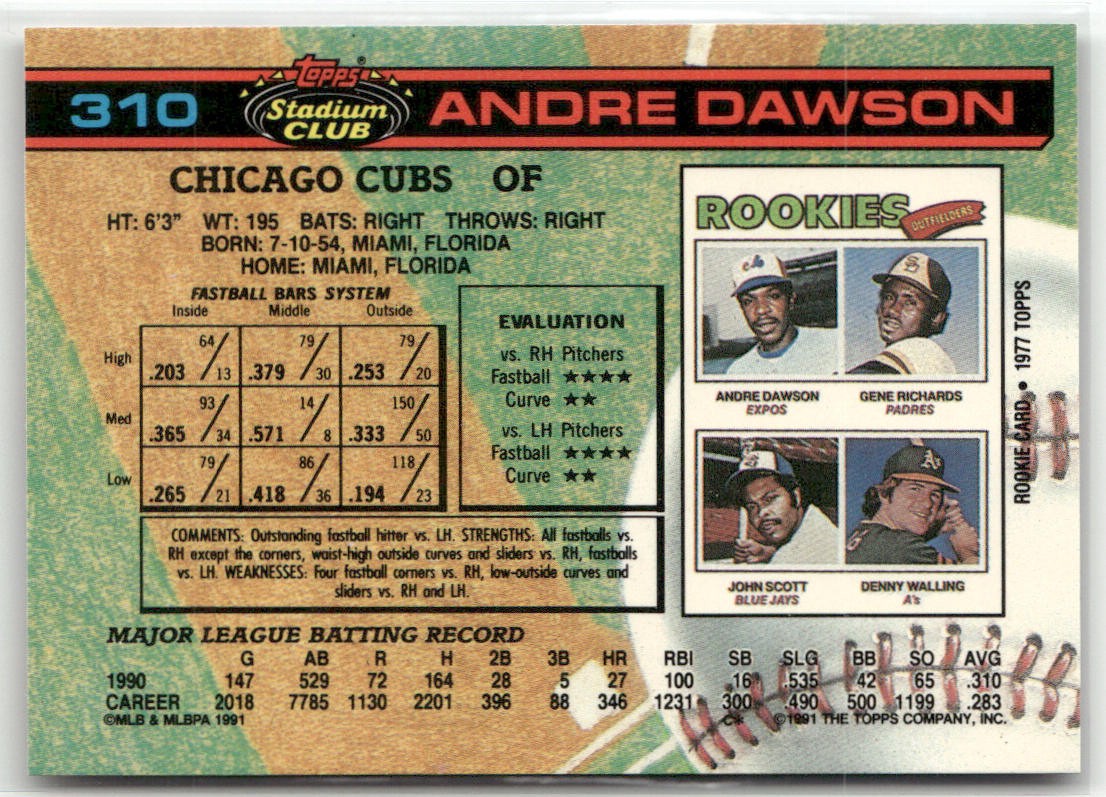 310 Topps® Stadium CLUB ANDRE DAWSON
CHICAGO CUBS OF
HT: 6'3" WT: 195 BATS: RIGHT THROWS: RIGHT
BORN: 7-10-54, MIAMI, FLORIDA
HOME: MIAMI, FLORIDA
FASTBALL BARS SYSTEM
Inside Middle Outside
High .203 64/13 .379 79/30 .253 79/20
Med .365 93/34 .571 14/8 .333 150/50
Low .265 79/21 .418 86/36 .194 118/23
EVALUATION
vs. RH Pitchers
Fastball ★★★★
Curve ★★
vs. LH Pitchers
Fastball ★★★★
Curve ★★
COMMENTS: Outstanding fastball hitter vs. LH. STRENGTHS: All fastballs vs.
RH except the corners, waist-high outside curves and sliders vs. RH, fastballs
vs. LH. WEAKNESSES: Four fastball corners vs. RH, low-outside curves and
sliders vs. RH and LH.
ROOKIES OUTFIELDERS
ANDRE DAWSON GENE RICHARDS
EXPOS PADRES
JOHN SCOTT DENNY WALLING
BLUE JAYS A's
ROOKIE CARD • 1977 TOPPS
MAJOR LEAGUE BATTING RECORD
G AB R H 2B 3B HR RBI SB SLG BB SO AVG
1990 147 529 72 164 28 5 27 100 16 .535 42 65 .310
CAREER 2018 7785 1130 2201 396 88 346 1231 300 .490 500 1199 .283
©MLB & MLBPA 1991 C* ©1991 THE TOPPS COMPANY, INC.